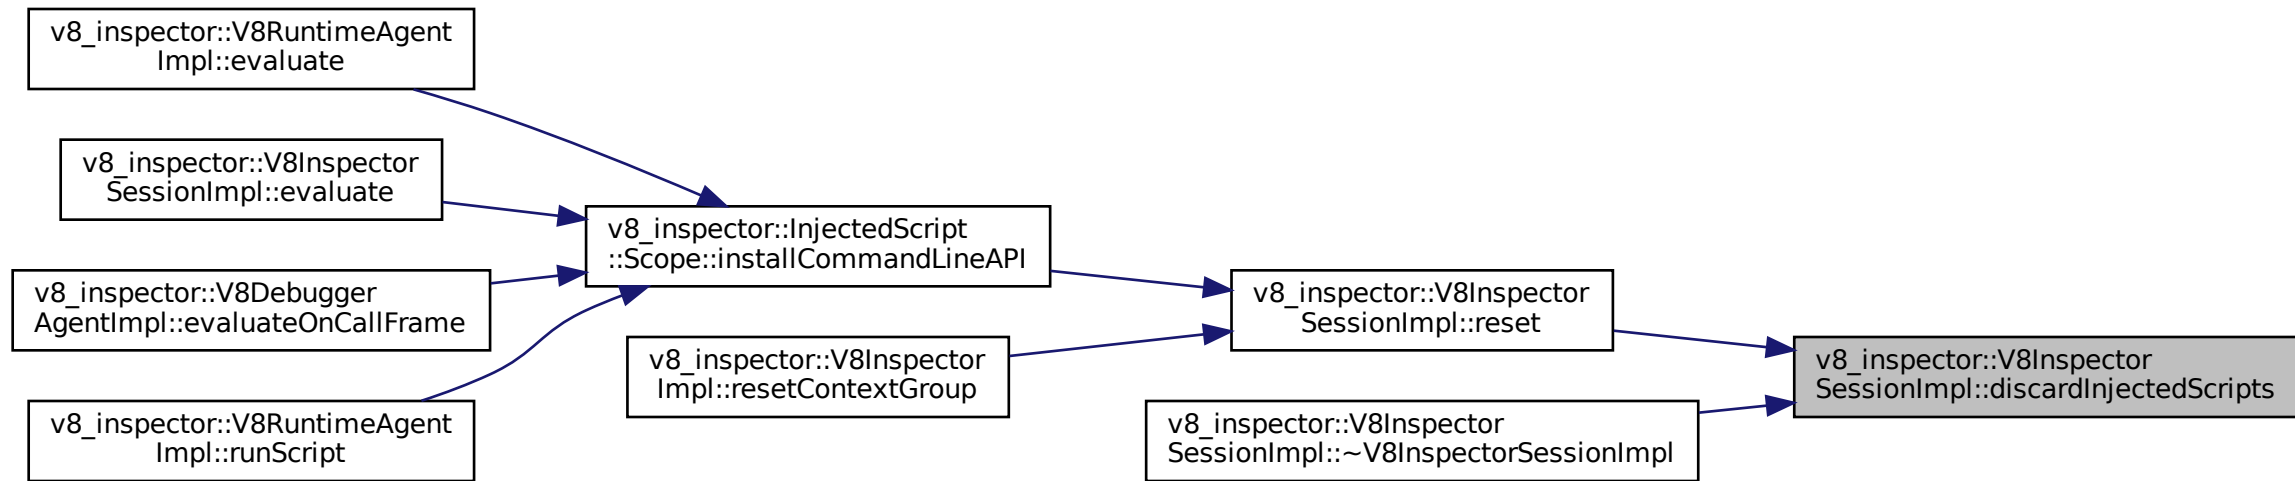 v8_inspector::V8RuntimeAgent
Impl::evaluate
v8_inspector::V8Inspector
SessionImpl::evaluate
v8_inspector::V8Debugger
AgentImpl::evaluateOnCallFrame
v8_inspector::V8RuntimeAgent
Impl::runScript
v8_inspector::InjectedScript
::Scope::installCommandLineAPI
v8_inspector::V8Inspector
Impl::resetContextGroup
v8_inspector::V8Inspector
SessionImpl::reset
v8_inspector::V8Inspector
SessionImpl::~V8InspectorSessionImpl
v8_inspector::V8Inspector
SessionImpl::discardInjectedScripts